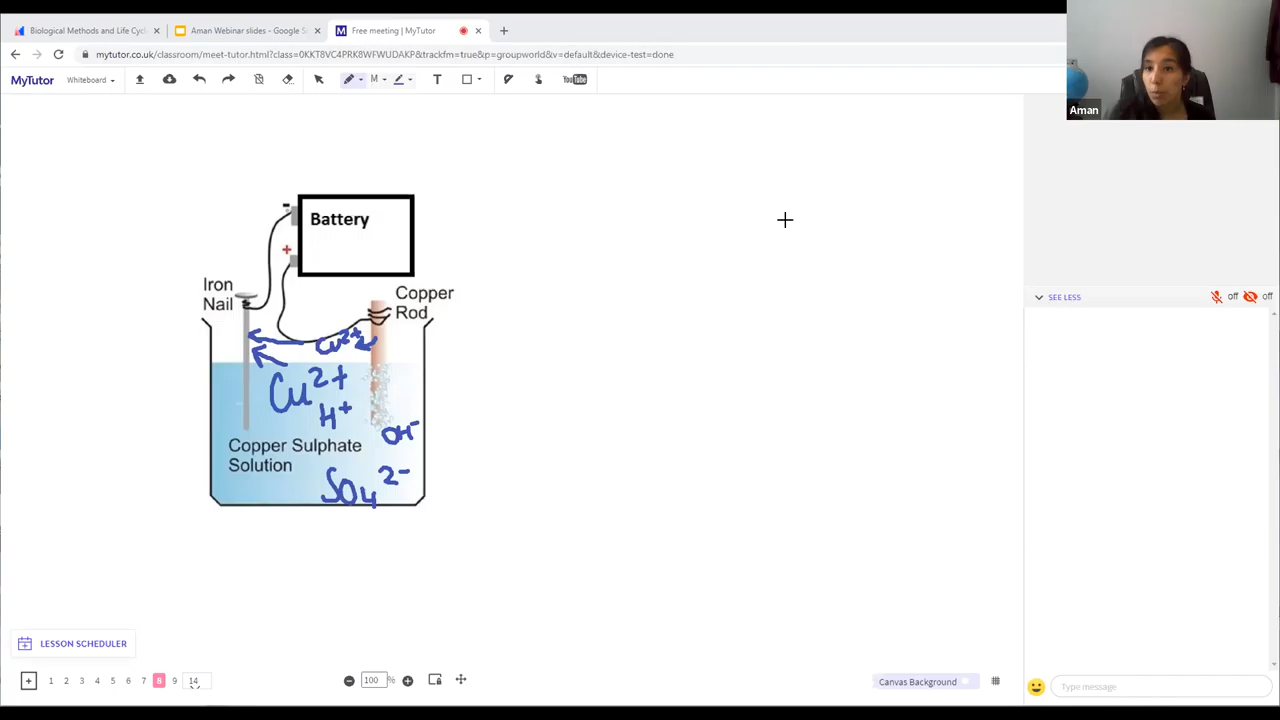 Biological Methods and Life Cyc
Aman Webinar slides - Google S
Free meeting | MyTutor
mytutor.co.uk/classroom/meet-tutor.html?class=0KKT8VC4PRK8WFWUDAKP&trackfm=true&p=groupworld&v=default&device-test=done
MyTutor Whiteboard M T YouTube
Aman
-
Battery
+
Iron
Nail
Copper
Rod
Cu2+
Cu2+
H+
OH-
Copper Sulphate
Solution
SO4 2-
SEE LESS off off
LESSON SCHEDULER
1 2 3 4 5 6 7 8 9 14
100 %
Canvas Background
Type message